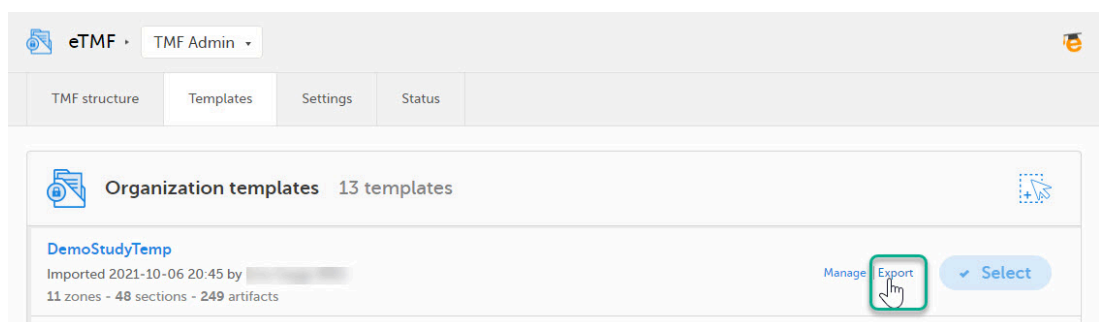 eTMF
TMF Admin
TMF structure
Templates
Settings
Status
Organization templates 13 templates
DemoStudyTemp
Imported 2021-10-06 20:45 by
Manage Export
Select
11 zones - 48 sections - 249 artifacts